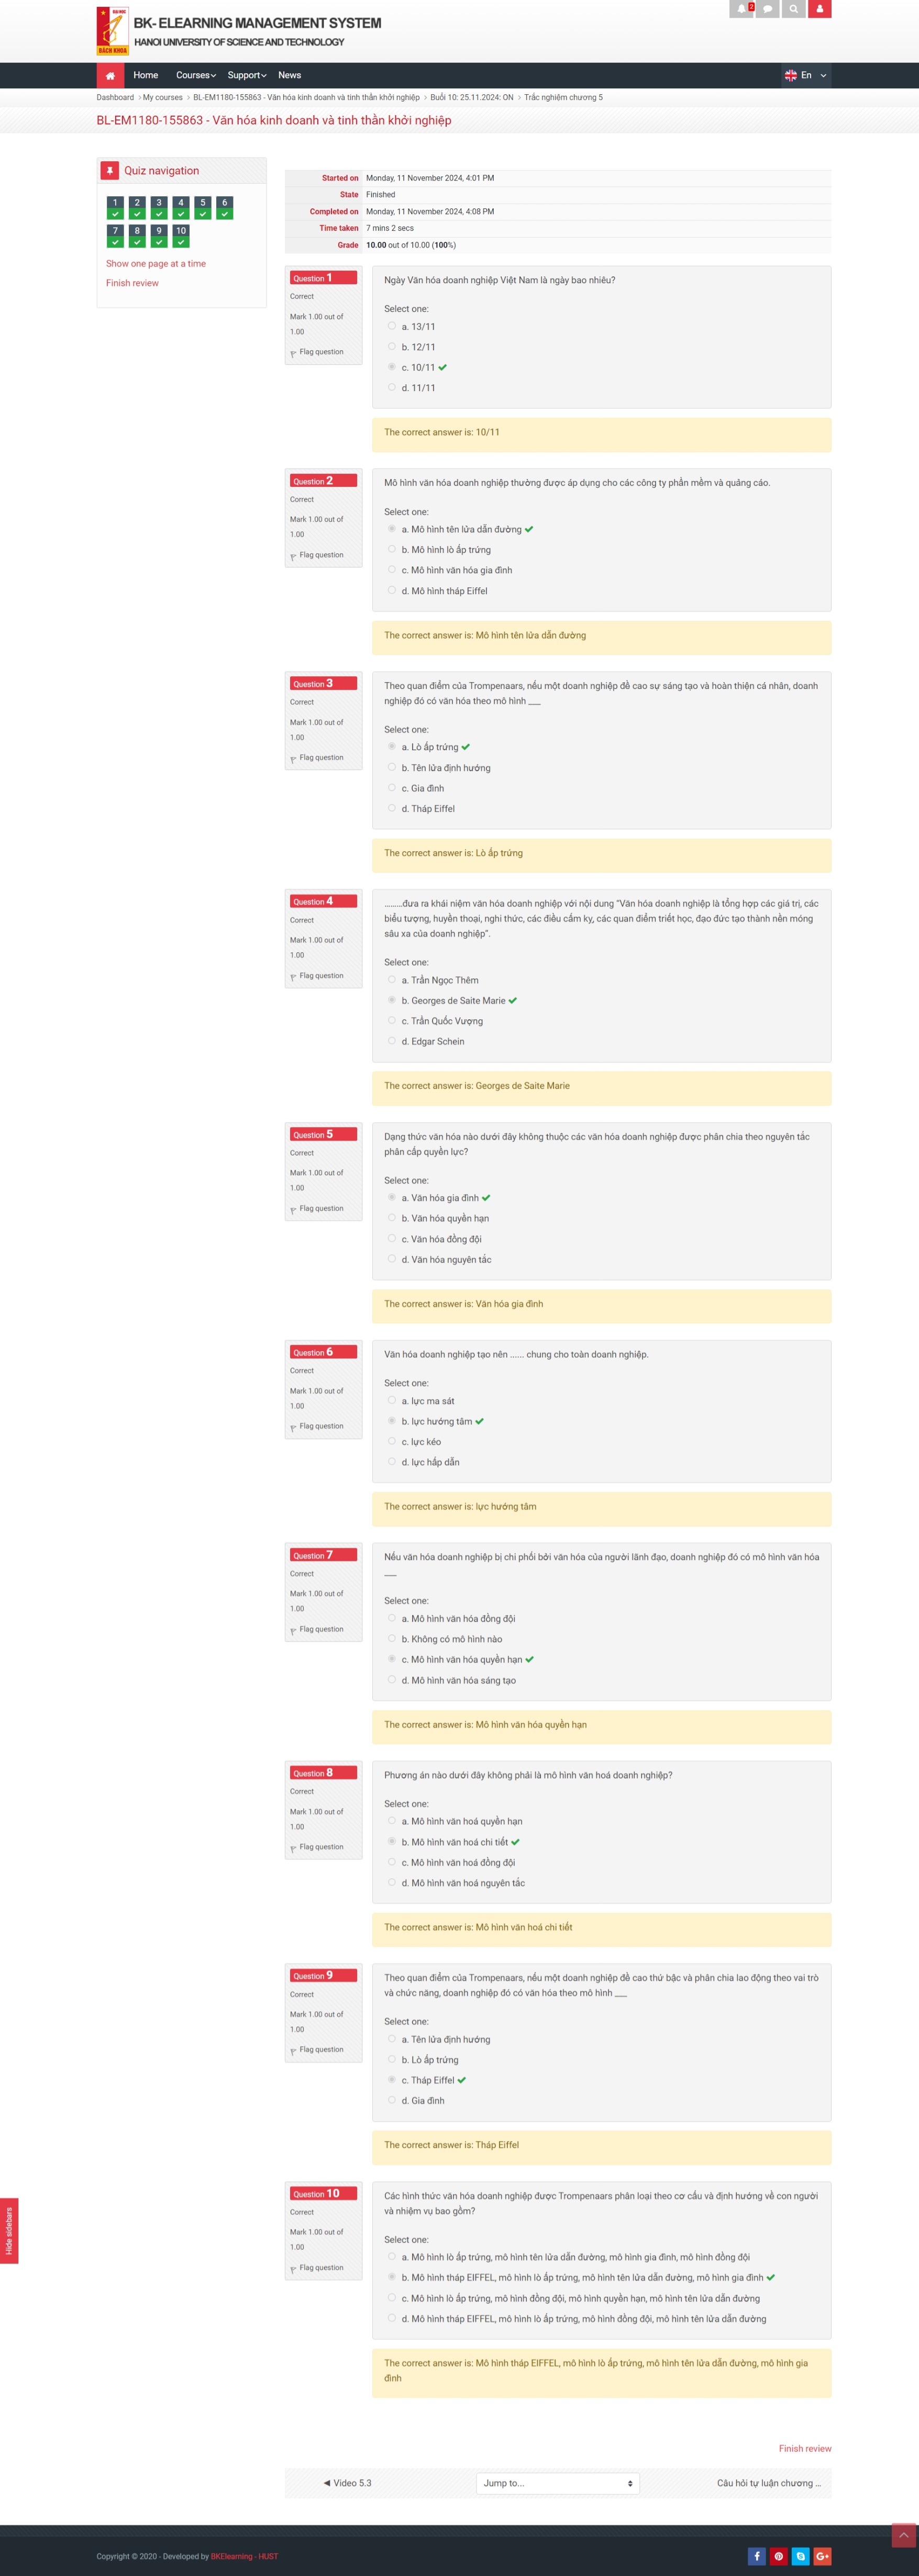 2
ĐẠI HỌC
BÁCH KHOA
BK- ELEARNING MANAGEMENT SYSTEM
HANOI UNIVERSITY OF SCIENCE AND TECHNOLOGY
Home Courses Support News En
Dashboard › My courses › BL-EM1180-155863 - Văn hóa kinh doanh và tinh thần khởi nghiệp › Buổi 10: 25.11.2024: ON › Trắc nghiệm chương 5
BL-EM1180-155863 - Văn hóa kinh doanh và tinh thần khởi nghiệp
Quiz navigation
1 2 3 4 5 6
7 8 9 10
Show one page at a time
Finish review
Started on Monday, 11 November 2024, 4:01 PM
State Finished
Completed on Monday, 11 November 2024, 4:08 PM
Time taken 7 mins 2 secs
Grade 10.00 out of 10.00 (100%)
Question 1
Correct
Mark 1.00 out of
1.00
Flag question
Ngày Văn hóa doanh nghiệp Việt Nam là ngày bao nhiêu?
Select one:
a. 13/11
b. 12/11
c. 10/11
d. 11/11
The correct answer is: 10/11
Question 2
Correct
Mark 1.00 out of
1.00
Flag question
Mô hình văn hóa doanh nghiệp thường được áp dụng cho các công ty phần mềm và quảng cáo.
Select one:
a. Mô hình tên lửa dẫn đường
b. Mô hình lò ấp trứng
c. Mô hình văn hóa gia đình
d. Mô hình tháp Eiffel
The correct answer is: Mô hình tên lửa dẫn đường
Question 3
Correct
Mark 1.00 out of
1.00
Flag question
Theo quan điểm của Trompenaars, nếu một doanh nghiệp đề cao sự sáng tạo và hoàn thiện cá nhân, doanh
nghiệp đó có văn hóa theo mô hình ___
Select one:
a. Lò ấp trứng
b. Tên lửa định hướng
c. Gia đình
d. Tháp Eiffel
The correct answer is: Lò ấp trứng
Question 4
Correct
Mark 1.00 out of
1.00
Flag question
.........đưa ra khái niệm văn hóa doanh nghiệp với nội dung "Văn hóa doanh nghiệp là tổng hợp các giá trị, các
biểu tượng, huyền thoại, nghi thức, các điều cấm kỵ, các quan điểm triết học, đạo đức tạo thành nền móng
sâu xa của doanh nghiệp".
Select one:
a. Trần Ngọc Thêm
b. Georges de Saite Marie
c. Trần Quốc Vượng
d. Edgar Schein
The correct answer is: Georges de Saite Marie
Question 5
Correct
Mark 1.00 out of
1.00
Flag question
Dạng thức văn hóa nào dưới đây không thuộc các văn hóa doanh nghiệp được phân chia theo nguyên tắc
phân cấp quyền lực?
Select one:
a. Văn hóa gia đình
b. Văn hóa quyền hạn
c. Văn hóa đồng đội
d. Văn hóa nguyên tắc
The correct answer is: Văn hóa gia đình
Question 6
Correct
Mark 1.00 out of
1.00
Flag question
Văn hóa doanh nghiệp tạo nên ...... chung cho toàn doanh nghiệp.
Select one:
a. lực ma sát
b. lực hướng tâm
c. lực kéo
d. lực hấp dẫn
The correct answer is: lực hướng tâm
Question 7
Correct
Mark 1.00 out of
1.00
Flag question
Nếu văn hóa doanh nghiệp bị chi phối bởi văn hóa của người lãnh đạo, doanh nghiệp đó có mô hình văn hóa
___
Select one:
a. Mô hình văn hóa đồng đội
b. Không có mô hình nào
c. Mô hình văn hóa quyền hạn
d. Mô hình văn hóa sáng tạo
The correct answer is: Mô hình văn hóa quyền hạn
Question 8
Correct
Mark 1.00 out of
1.00
Flag question
Phương án nào dưới đây không phải là mô hình văn hoá doanh nghiệp?
Select one:
a. Mô hình văn hoá quyền hạn
b. Mô hình văn hoá chi tiết
c. Mô hình văn hoá đồng đội
d. Mô hình văn hoá nguyên tắc
The correct answer is: Mô hình văn hoá chi tiết
Question 9
Correct
Mark 1.00 out of
1.00
Flag question
Theo quan điểm của Trompenaars, nếu một doanh nghiệp đề cao thứ bậc và phân chia lao động theo vai trò
và chức năng, doanh nghiệp đó có văn hóa theo mô hình ___
Select one:
a. Tên lửa định hướng
b. Lò ấp trứng
c. Tháp Eiffel
d. Gia đình
The correct answer is: Tháp Eiffel
Question 10
Correct
Mark 1.00 out of
1.00
Flag question
Các hình thức văn hóa doanh nghiệp được Trompenaars phân loại theo cơ cấu và định hướng về con người
và nhiệm vụ bao gồm?
Select one:
a. Mô hình lò ấp trứng, mô hình tên lửa dẫn đường, mô hình gia đình, mô hình đồng đội
b. Mô hình tháp EIFFEL, mô hình lò ấp trứng, mô hình tên lửa dẫn đường, mô hình gia đình
c. Mô hình lò ấp trứng, mô hình đồng đội, mô hình quyền hạn, mô hình tên lửa dẫn đường
d. Mô hình tháp EIFFEL, mô hình lò ấp trứng, mô hình đồng đội, mô hình tên lửa dẫn đường
The correct answer is: Mô hình tháp EIFFEL, mô hình lò ấp trứng, mô hình tên lửa dẫn đường, mô hình gia
đình
Hide sidebars
Finish review
◄ Video 5.3 Jump to... Câu hỏi tự luận chương ...
Copyright © 2020 - Developed by BKElearning - HUST